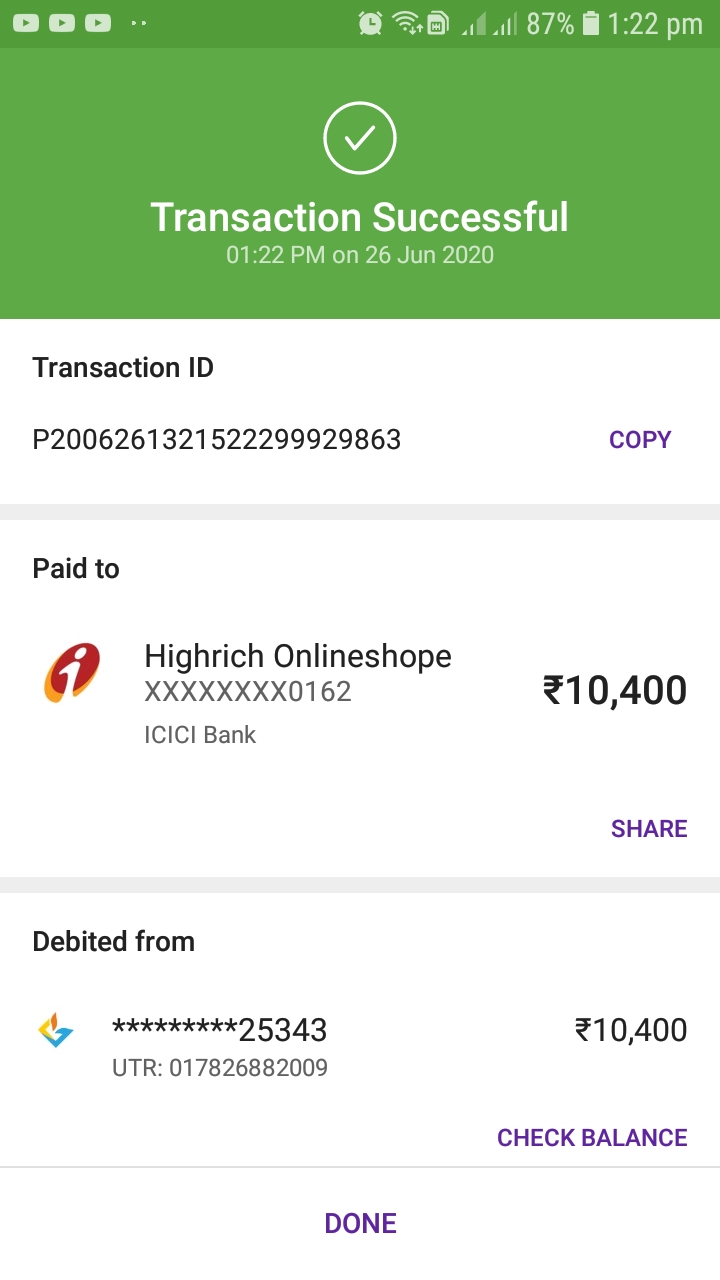 87% 1:22 pm
Transaction Successful
01:22 PM on 26 Jun 2020
Transaction ID
P2006261321522299929863
COPY
Paid to
Highrich Onlineshope
XXXXXXXX0162
₹10,400
ICICI Bank
SHARE
Debited from
*********25343
₹10,400
UTR: 017826882009
CHECK BALANCE
DONE